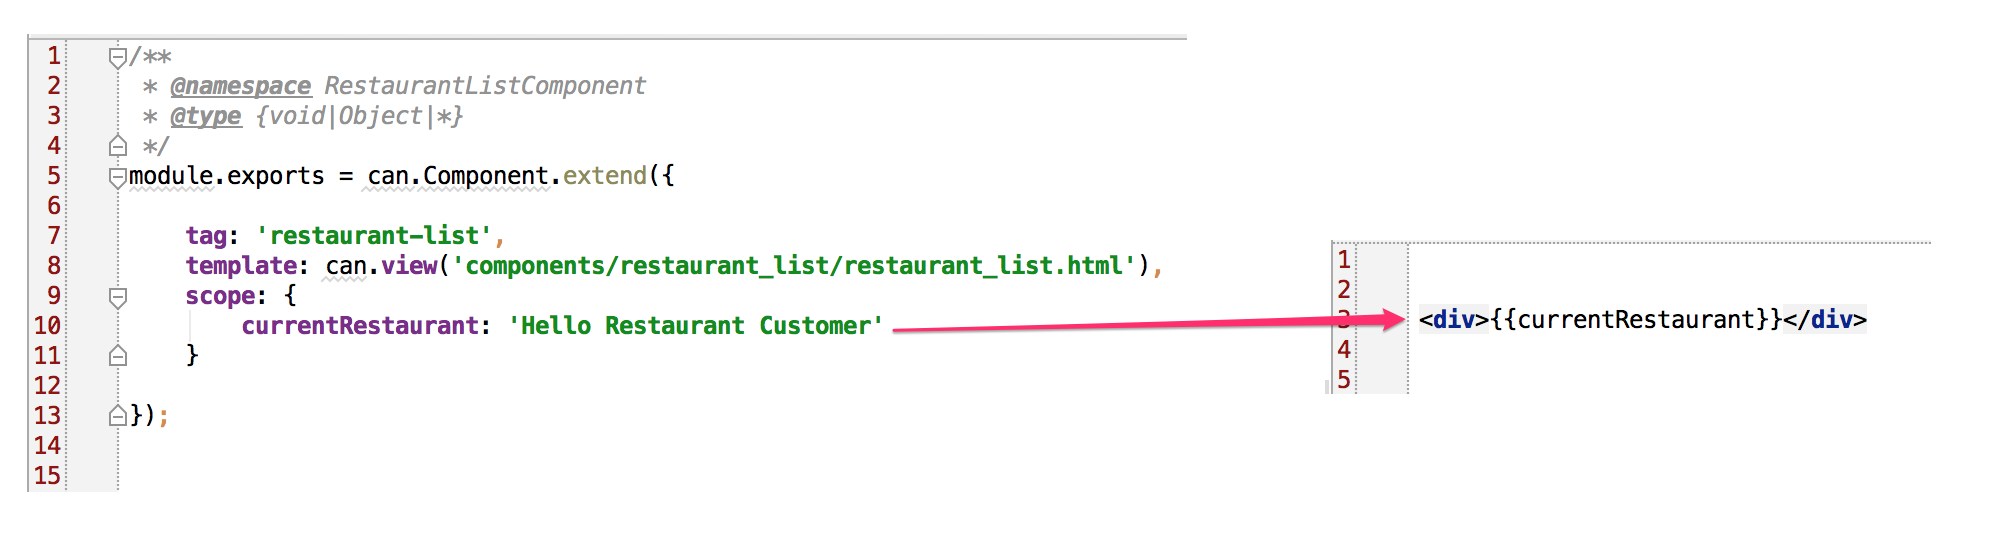 1 /**
2  * @namespace RestaurantListComponent
3  * @type {void|Object|*}
4  */
5 module.exports = can.Component.extend({
6
7     tag: 'restaurant-list',
8     template: can.view('components/restaurant_list/restaurant_list.html'),
9     scope: {
10         currentRestaurant: 'Hello Restaurant Customer'
11     }
12
13 });
14
15
1
2
3 <div>{{currentRestaurant}}</div>
4
5